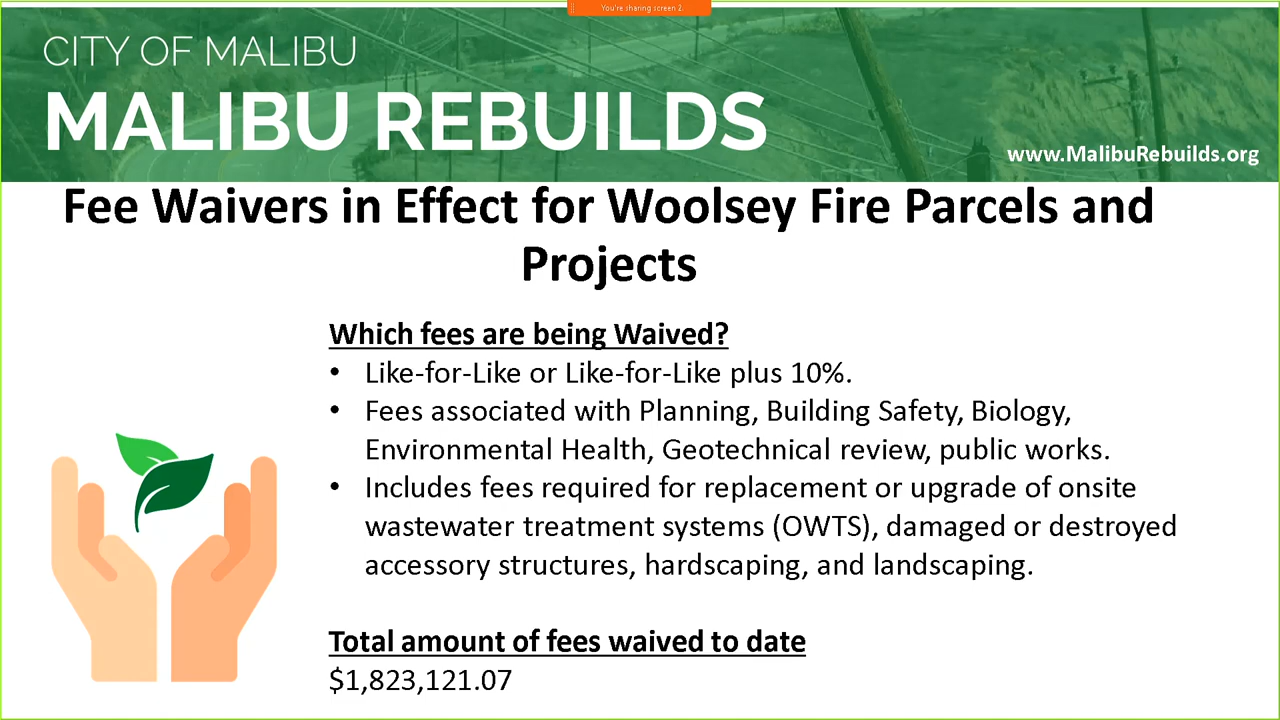 You're sharing screen 2.
CITY OF MALIBU
MALIBU REBUILDS
www.MalibuRebuilds.org
Fee Waivers in Effect for Woolsey Fire Parcels and
Projects
Which fees are being Waived?
• Like-for-Like or Like-for-Like plus 10%.
• Fees associated with Planning, Building Safety, Biology,
Environmental Health, Geotechnical review, public works.
• Includes fees required for replacement or upgrade of onsite
wastewater treatment systems (OWTS), damaged or destroyed
accessory structures, hardscaping, and landscaping.
Total amount of fees waived to date
$1,823,121.07